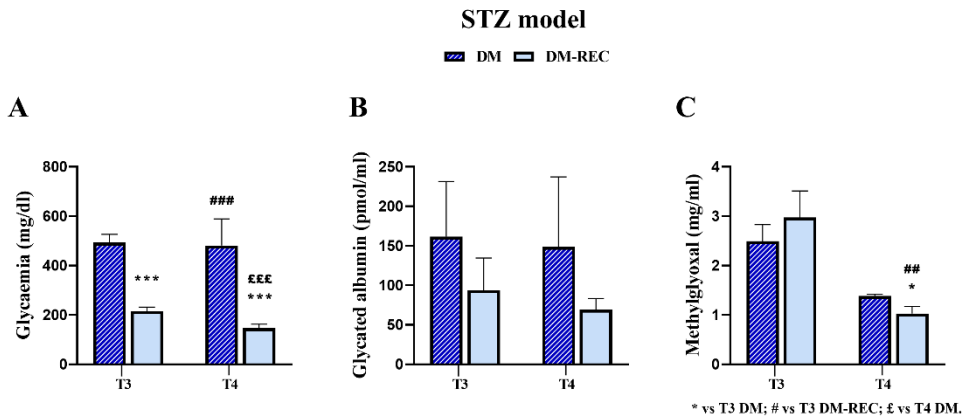 STZ model
DM DM-REC
A
Glycaemia (mg/dl)
800
600
400
200
0
###
***
£££
***
T3 T4
B
Glycated albumin (pmol/ml)
250
200
150
100
50
0
T3 T4
C
Methylglyoxal (mg/ml)
4
3
2
1
0
##
*
T3 T4
* vs T3 DM; # vs T3 DM-REC; £ vs T4 DM.